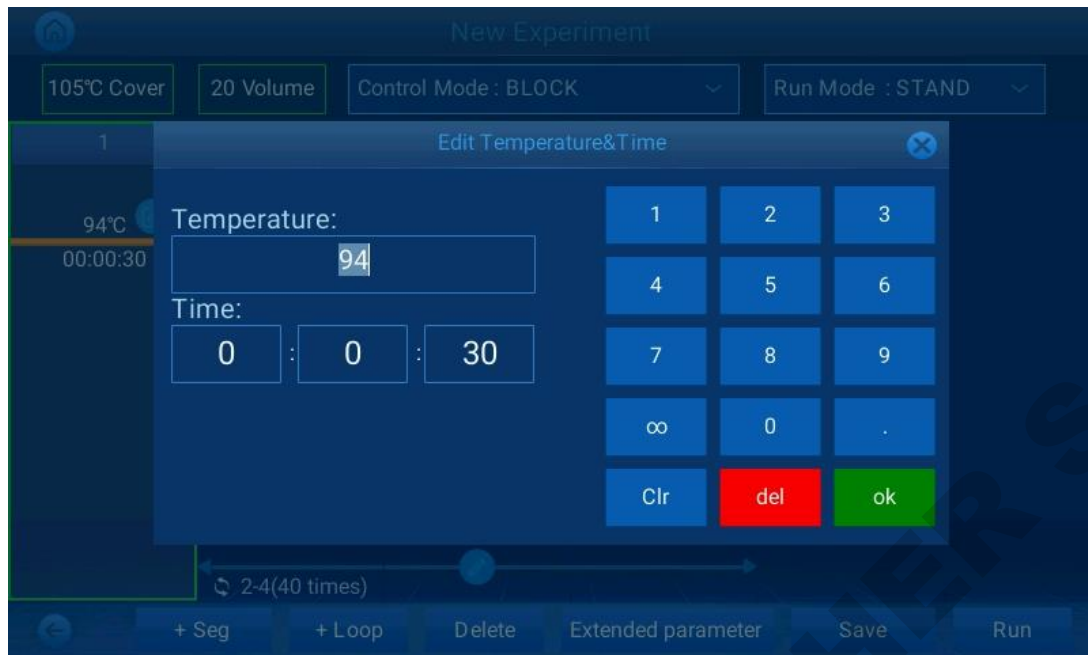 New Experiment
105℃ Cover 20 Volume Control Mode : BLOCK Run Mode : STAND
1 Edit Temperature&Time
94℃
00:00:30
Temperature:
94
Time:
0 : 0 : 30
1 2 3
4 5 6
7 8 9
∞ 0 .
Clr del ok
2-4(40 times)
+ Seg + Loop Delete Extended parameter Save Run